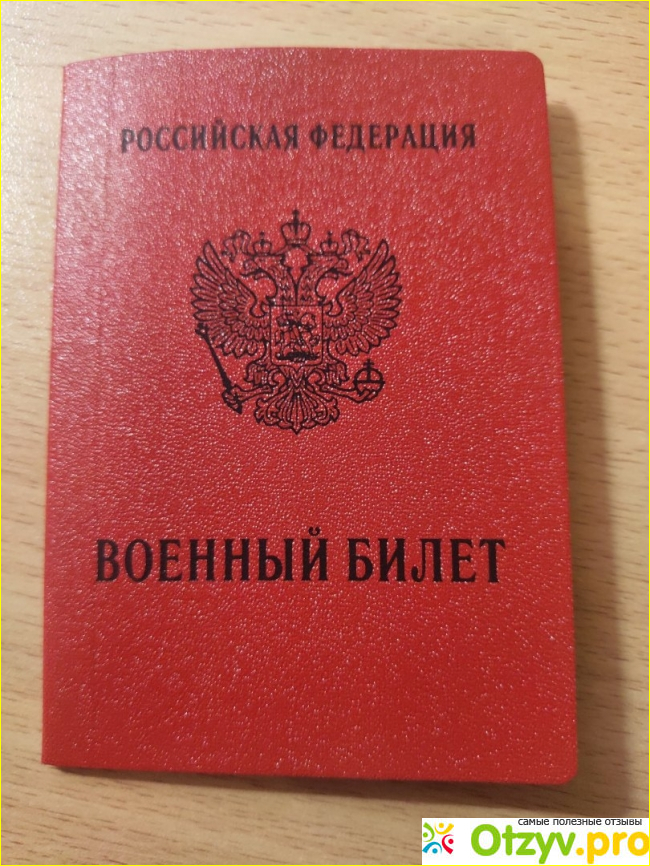 РОССИЙСКАЯ ФЕДЕРАЦИЯ
ВОЕННЫЙ БИЛЕТ
самые полезные отзывы
Otzyv.pro